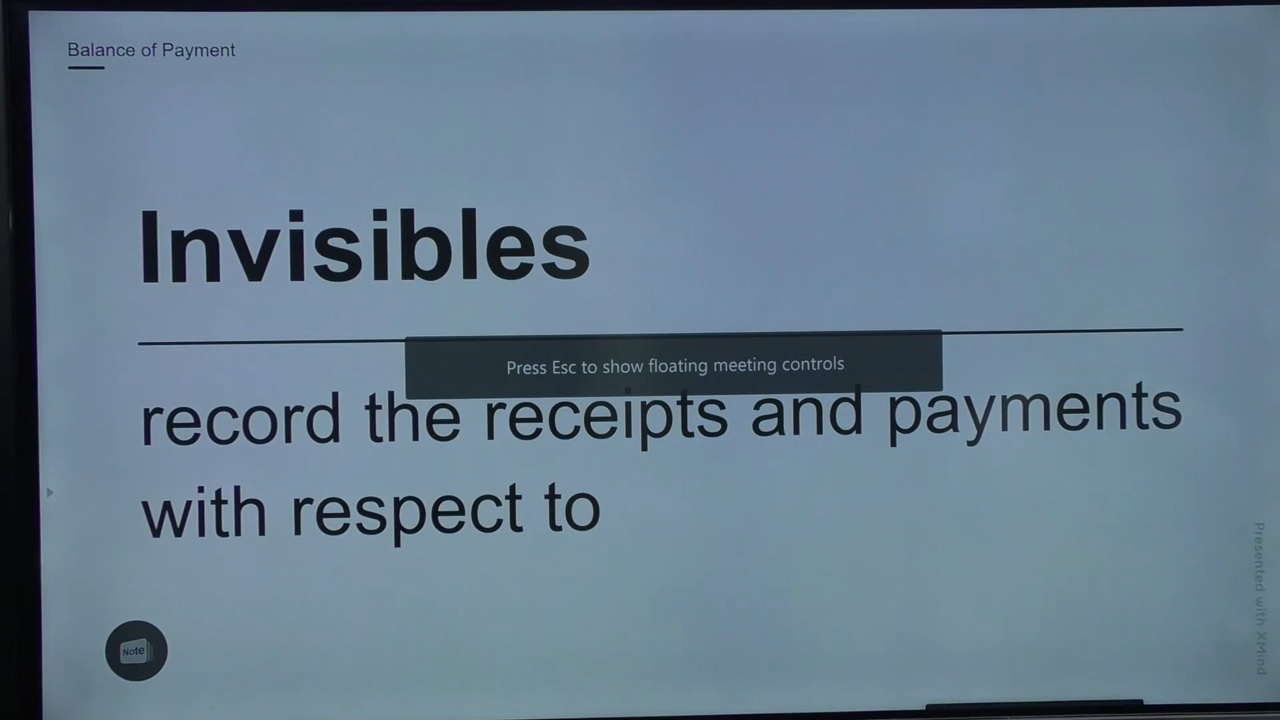 Balance of Payment
Invisibles
Press Esc to show floating meeting controls
record the receipts and payments
with respect to
Note
Presented with XMind